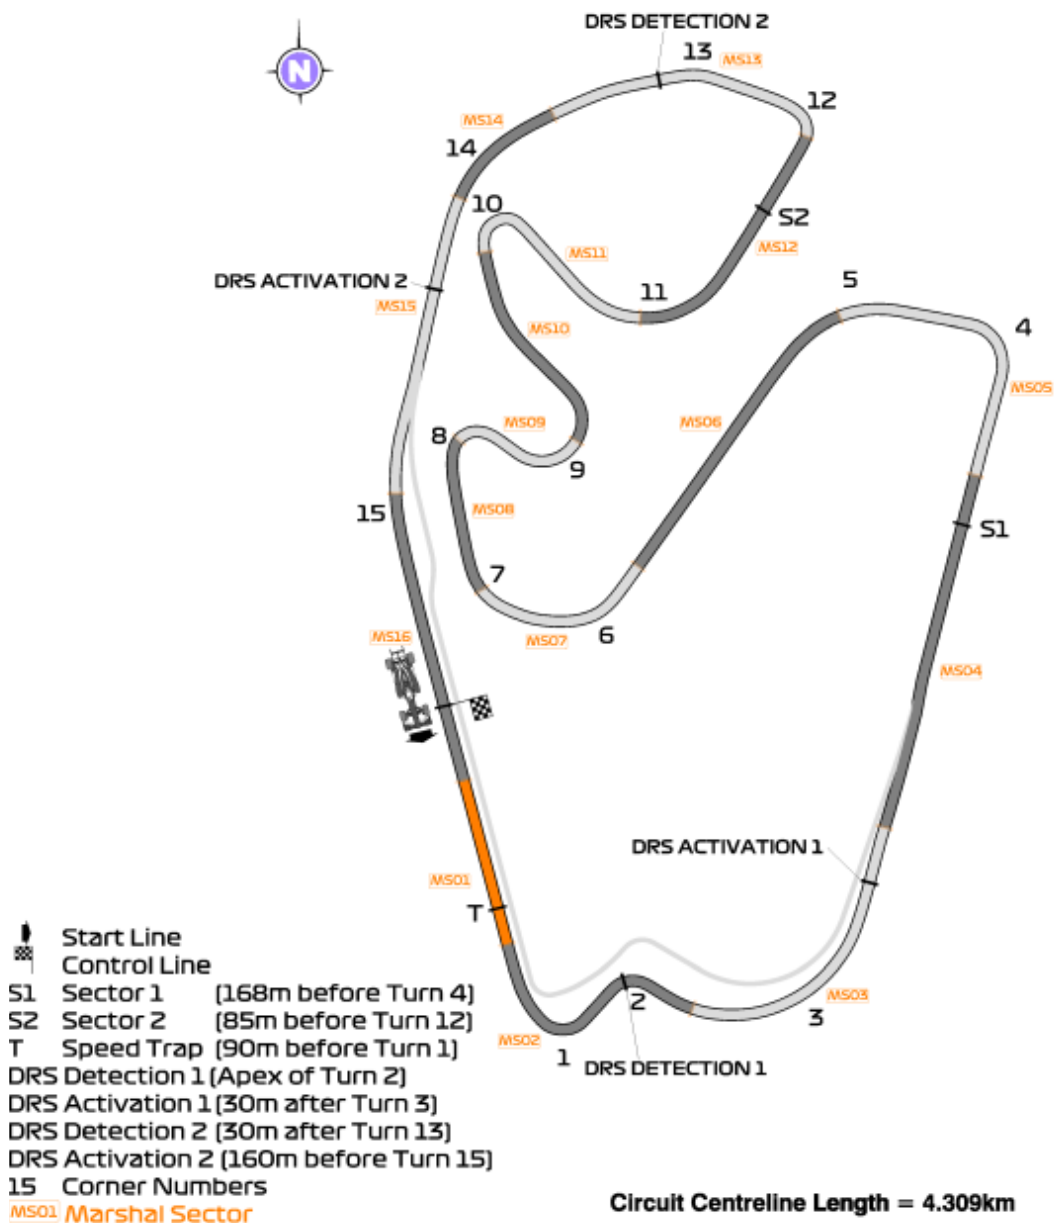 DRS DETECTION 2
N
13
MS13
12
MS14
14
10
S2
MS12
MS11
DRS ACTIVATION 2
11
5
MS15
MS10
4
MS05
MS09
MS06
8
9
15
MS08
S1
7
6
MS07
MS16
MS04
DRS ACTIVATION 1
MS01
T
2
MS03
3
MS02
1
DRS DETECTION 1
Start Line
Control Line
S1 Sector 1 (168m before Turn 4)
S2 Sector 2 (85m before Turn 12)
T Speed Trap (90m before Turn 1)
DRS Detection 1 (Apex of Turn 2)
DRS Activation 1 (30m after Turn 3)
DRS Detection 2 (30m after Turn 13)
DRS Activation 2 (160m before Turn 15)
15 Corner Numbers
MS01 Marshal Sector
Circuit Centreline Length = 4.309km